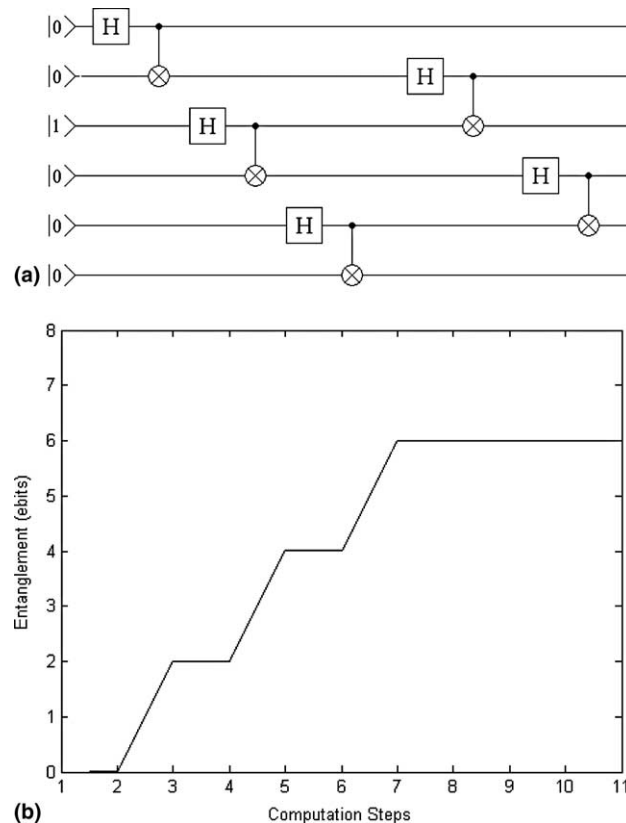 |0> H
|0> H
|1> H
|0> H
|0> H
(a) |0>
8
7
6
5
4
3
2
1
0
Entanglement (ebits)
1 2 3 4 5 6 7 8 9 10 11
(b) Computation Steps